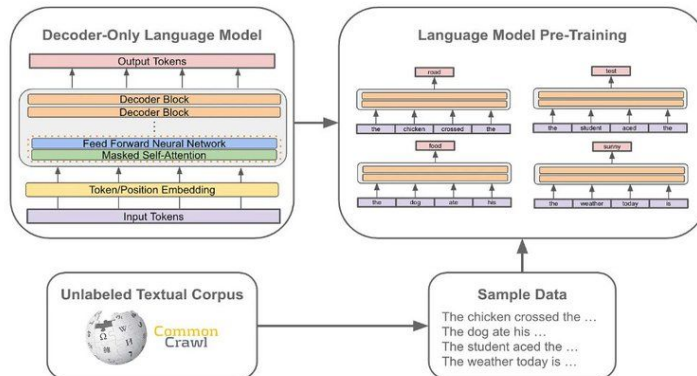 Decoder-Only Language Model
Output Tokens
Decoder Block
Decoder Block
Feed Forward Neural Network
Masked Self-Attention
Token/Position Embedding
Input Tokens
Language Model Pre-Training
road
the chicken crossed the
test
the student aced the
food
the dog ate his
sunny
the weather today is
Unlabeled Textual Corpus
Common
Crawl
Sample Data
The chicken crossed the …
The dog ate his …
The student aced the …
The weather today is …